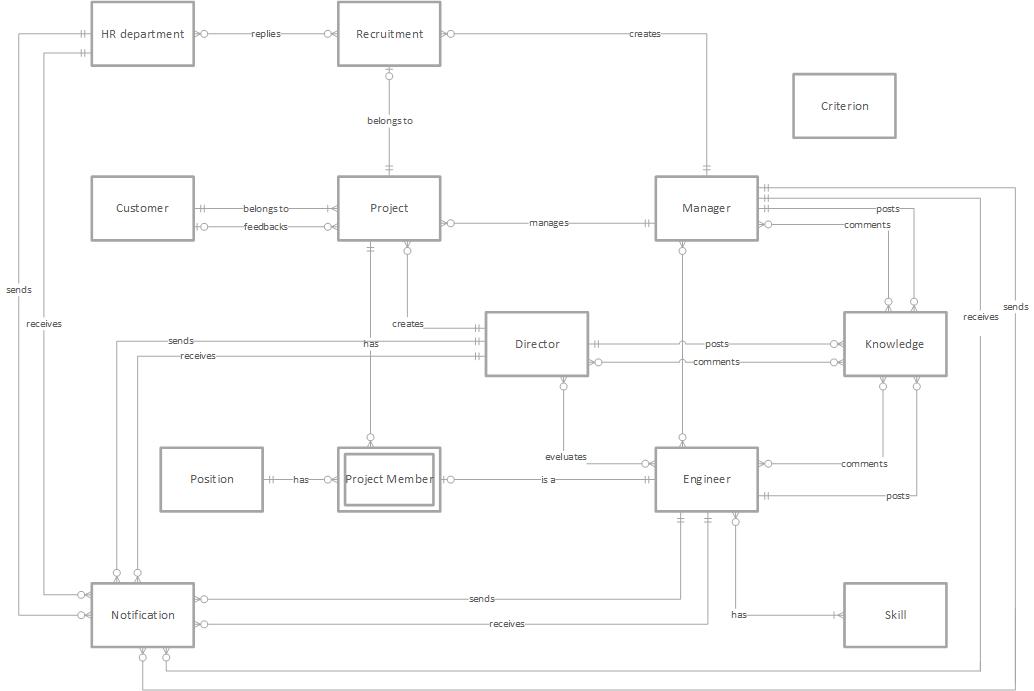 HR department
replies
Recruitment
creates
Criterion
belongs to
Customer
belongs to
feedbacks
Project
manages
Manager
posts
comments
sends
receives
creates
has
sends
receives
Director
posts
comments
Knowledge
receives
sends
eveluates
Position
has
Project Member
is a
Engineer
comments
posts
Notification
sends
receives
has
Skill